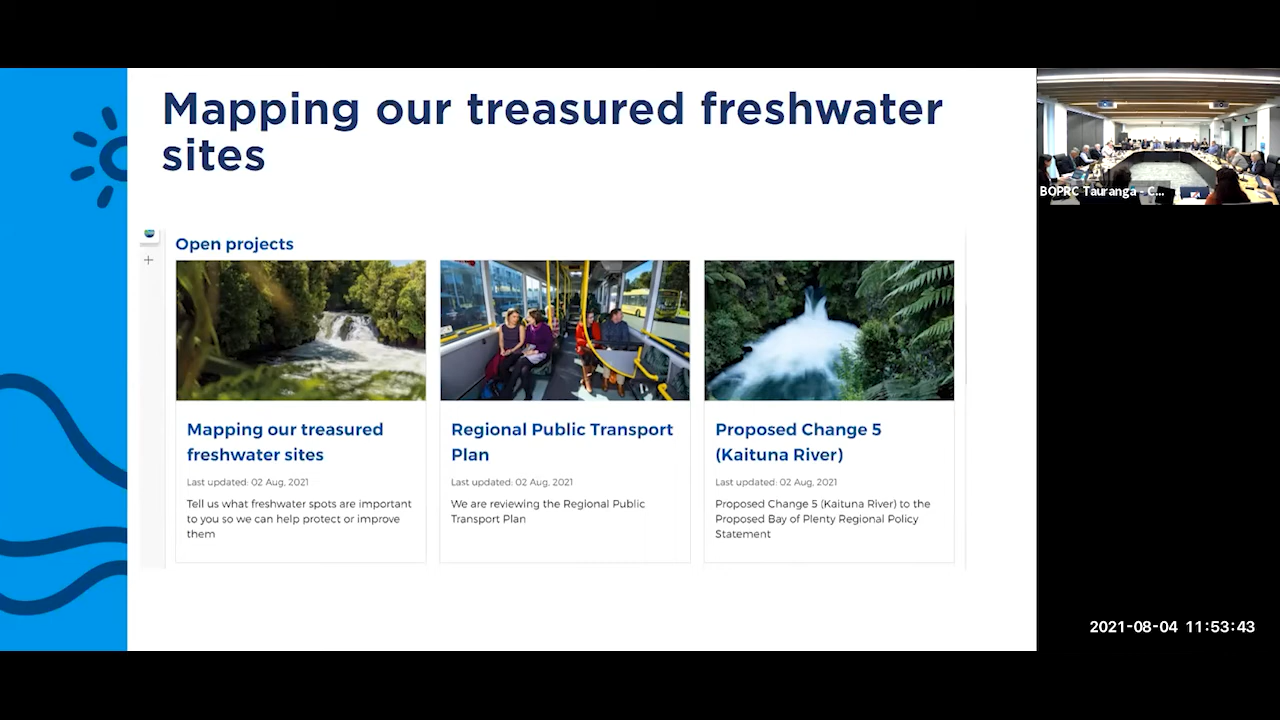 Mapping our treasured freshwater
sites
BOPRC Tauranga - C...
Open projects
Mapping our treasured
freshwater sites
Last updated: 02 Aug, 2021
Tell us what freshwater spots are important
to you so we can help protect or improve
them
Regional Public Transport
Plan
Last updated: 02 Aug, 2021
We are reviewing the Regional Public
Transport Plan
Proposed Change 5
(Kaituna River)
Last updated: 02 Aug, 2021
Proposed Change 5 (Kaituna River) to the
Proposed Bay of Plenty Regional Policy
Statement
2021-08-04 11:53:43